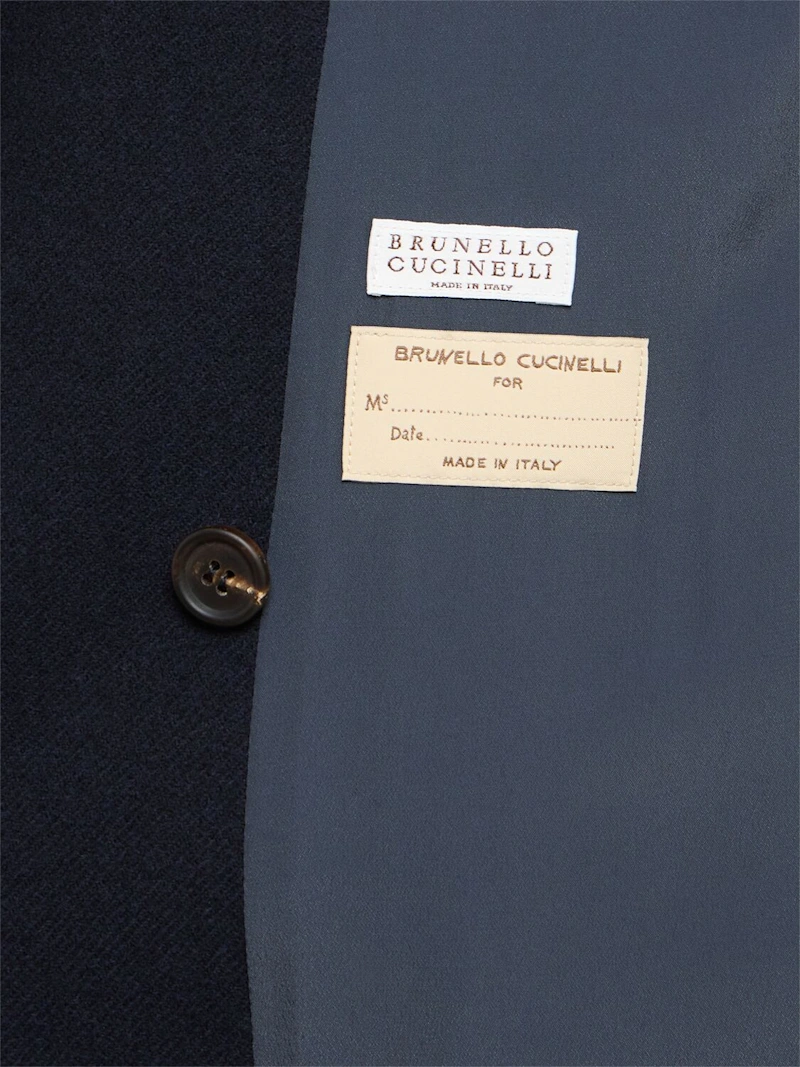 BRUNELLO
CUCINELLI
MADE IN ITALY
BRUNELLO CUCINELLI
FOR
Ms..............................
Date..............................
MADE IN ITALY